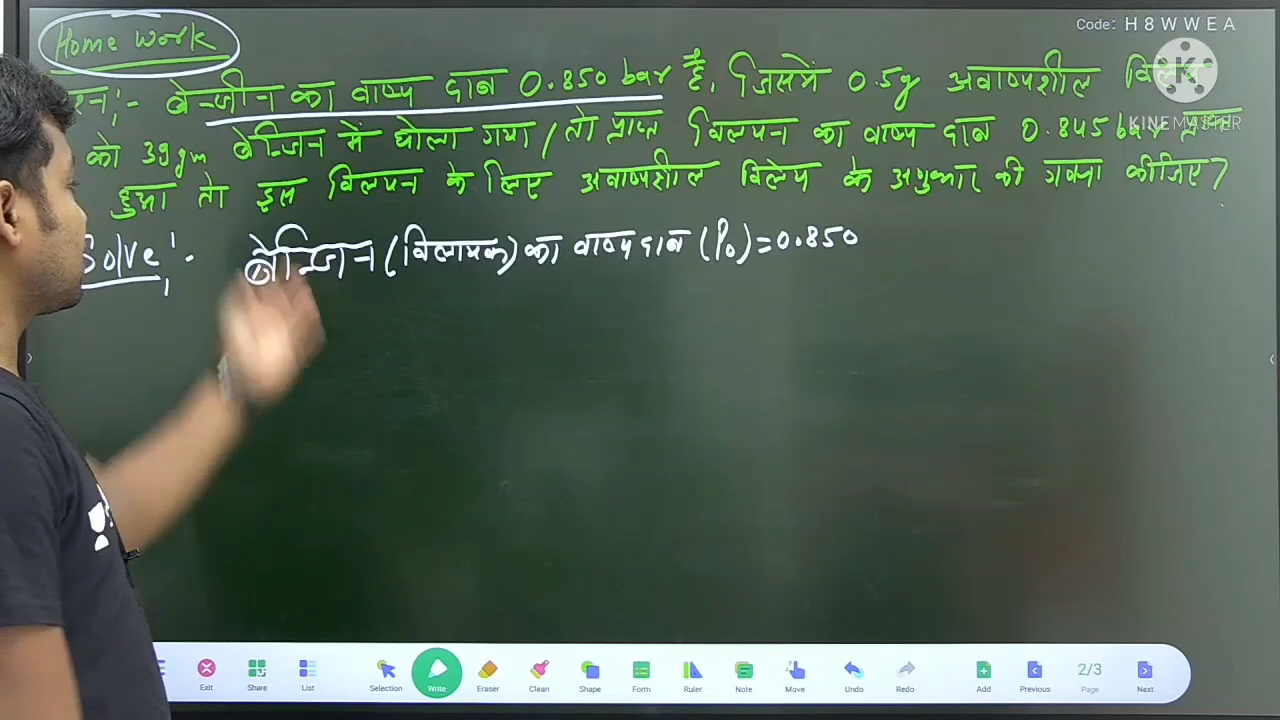 Code: H8WWEA
Home work
:- बेन्जीन का वाष्प दाब 0.850 bar है, जिसमें 0.5g अवाष्पशील विलेय
को 39gm बेन्जिन में घोला गया / तो प्राप्त विलयन का वाष्प दाब 0.845 bar
हुआ तो इस विलयन के लिए अवाष्पशील विलेय के अणुभार की गणना कीजिए?
Solve:- बेन्जिन (विलायक) का वाष्प दाब (P₀) = 0.850
KINEMASTER
Exit Share List Selection Write Eraser Clean Shape Form Ruler Note Move Undo Redo Add Previous 2/3 Page Next